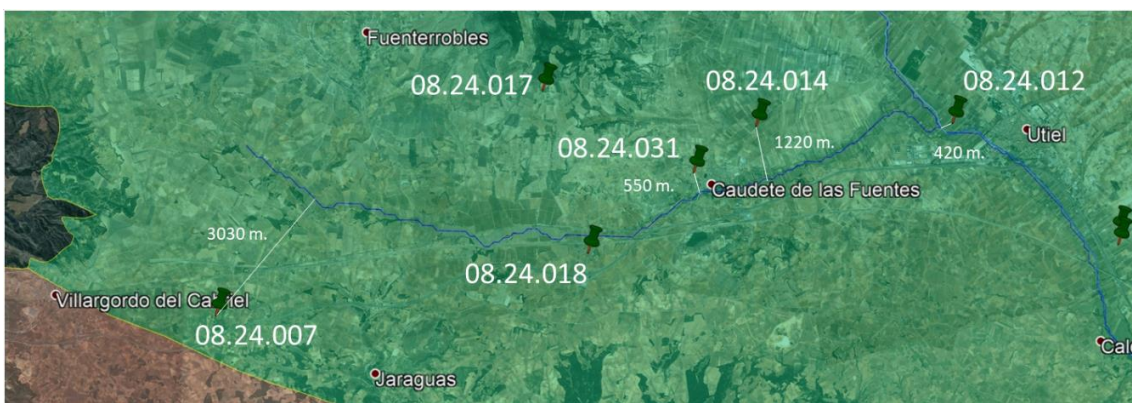 Fuenterrobles
08.24.017
08.24.014
08.24.012
Utiel
1220 m.
420 m.
08.24.031
550 m.
Caudete de las Fuentes
3030 m.
08.24.018
Villargordo del Cabriel
08.24.007
Jaraguas
Cale